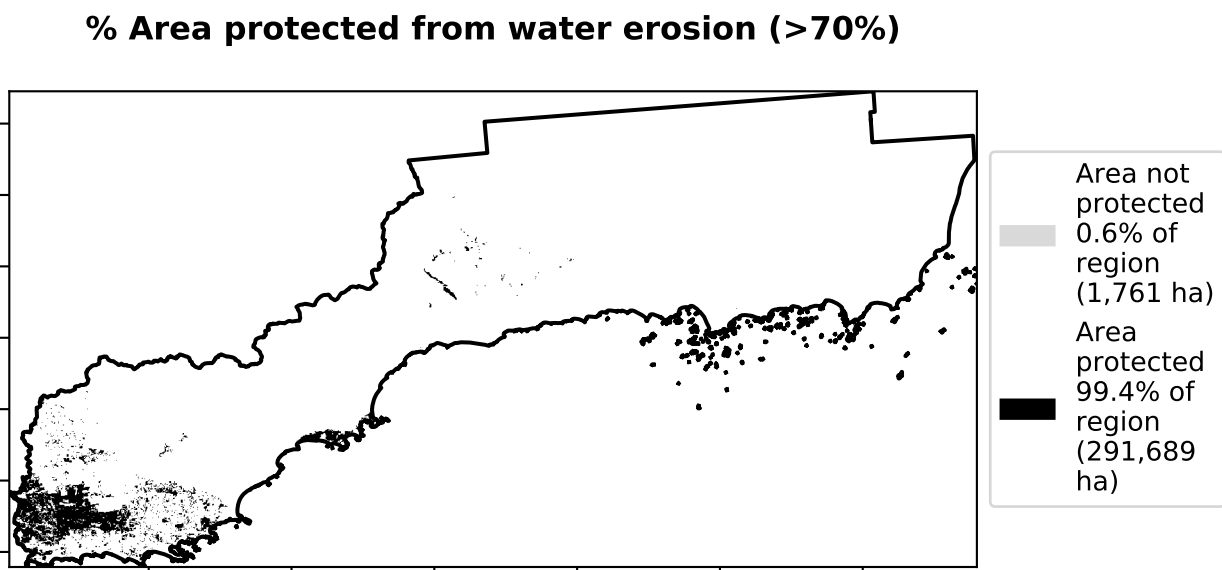 % Area protected from water erosion (>70%)
Area not
protected
0.6% of
region
(1,761 ha)
Area
protected
99.4% of
region
(291,689
ha)